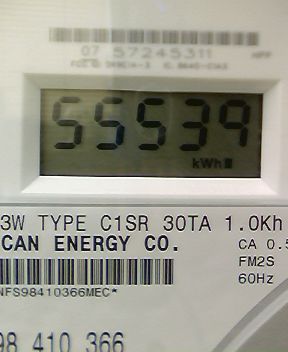 07 57245311
55539
kWh
3W TYPE C1SR 30TA 1.0Kh
CAN ENERGY CO.
CA 0.5
FM2S
60Hz
NFS98410366MEC*
98 410 366